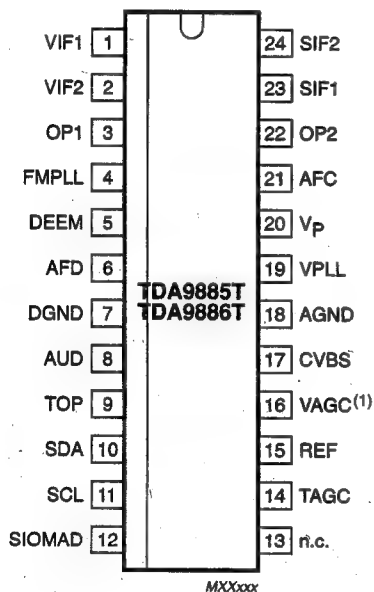 VIF1 1
VIF2 2
OP1 3
FMPLL 4
DEEM 5
AFD 6
DGND 7
AUD 8
TOP 9
SDA 10
SCL 11
SIOMAD 12
TDA9885T
TDA9886T
24 SIF2
23 SIF1
22 OP2
21 AFC
20 VP
19 VPLL
18 AGND
17 CVBS
16 VAGC(1)
15 REF
14 TAGC
13 n.c.
MXXxxx